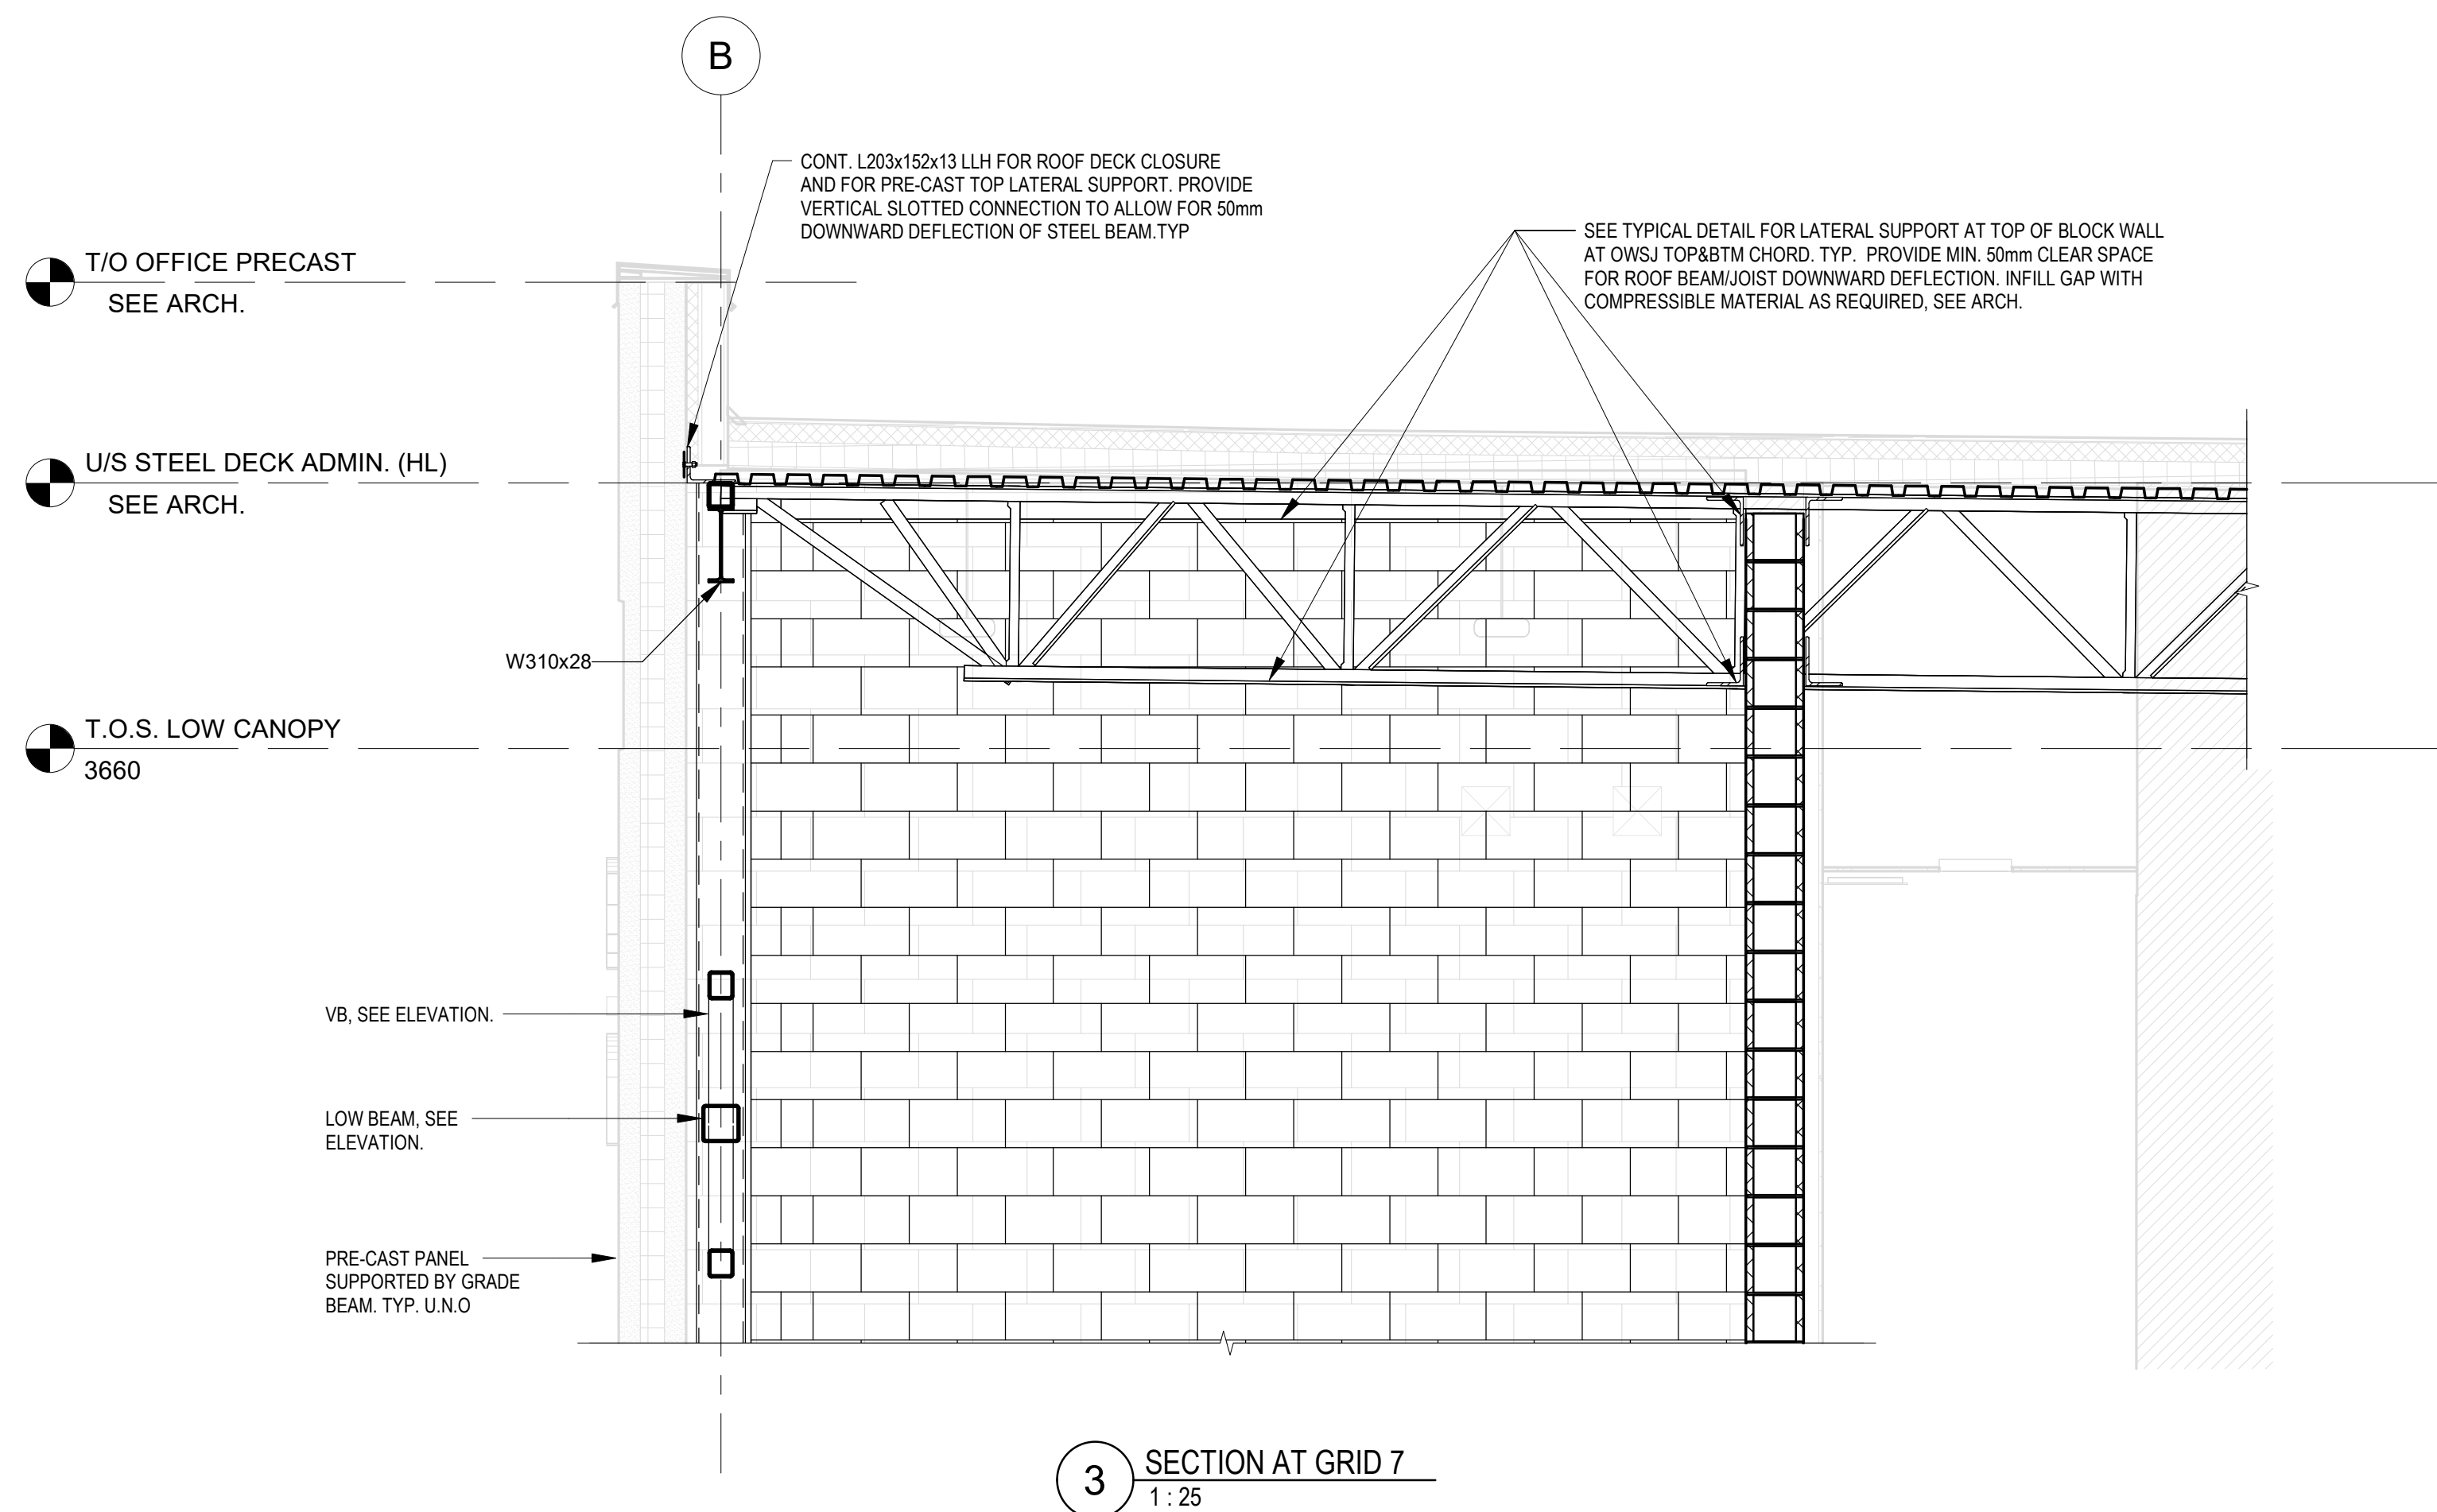 B
CONT. L203x152x13 LLH FOR ROOF DECK CLOSURE
AND FOR PRE-CAST TOP LATERAL SUPPORT. PROVIDE
VERTICAL SLOTTED CONNECTION TO ALLOW FOR 50mm
DOWNWARD DEFLECTION OF STEEL BEAM.TYP
SEE TYPICAL DETAIL FOR LATERAL SUPPORT AT TOP OF BLOCK WALL
AT OWSJ TOP&BTM CHORD. TYP. PROVIDE MIN. 50mm CLEAR SPACE
FOR ROOF BEAM/JOIST DOWNWARD DEFLECTION. INFILL GAP WITH
COMPRESSIBLE MATERIAL AS REQUIRED, SEE ARCH.
T/O OFFICE PRECAST
SEE ARCH.
U/S STEEL DECK ADMIN. (HL)
SEE ARCH.
W310x28
T.O.S. LOW CANOPY
3660
VB, SEE ELEVATION.
LOW BEAM, SEE
ELEVATION.
PRE-CAST PANEL
SUPPORTED BY GRADE
BEAM. TYP. U.N.O
3
SECTION AT GRID 7
1 : 25